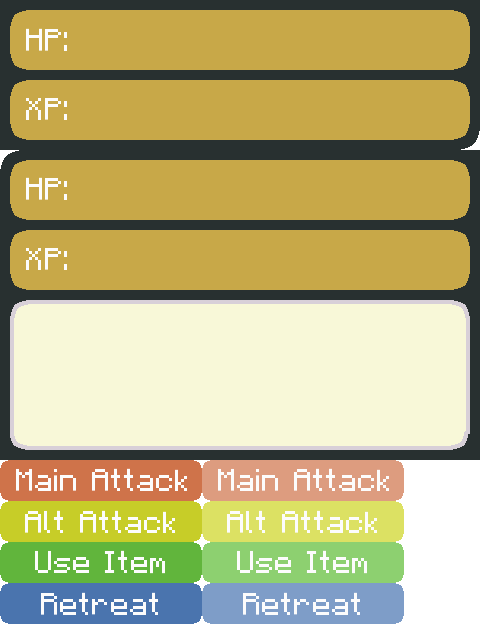 HP:
XP:
HP:
XP:
Main Attack Main Attack
Alt Attack Alt Attack
Use Item Use Item
Retreat Retreat